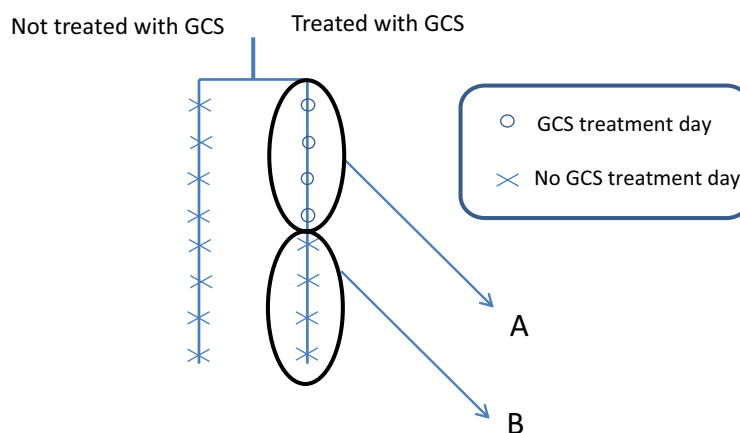 Not treated with GCS
Treated with GCS
GCS treatment day
No GCS treatment day
A
B